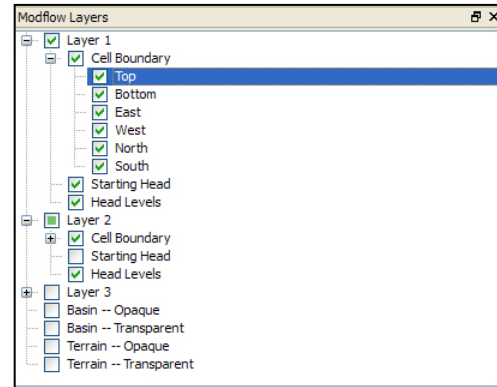 Modflow Layers
Layer 1
Cell Boundary
Top
Bottom
East
West
North
South
Starting Head
Head Levels
Layer 2
Cell Boundary
Starting Head
Head Levels
Layer 3
Basin -- Opaque
Basin -- Transparent
Terrain -- Opaque
Terrain -- Transparent